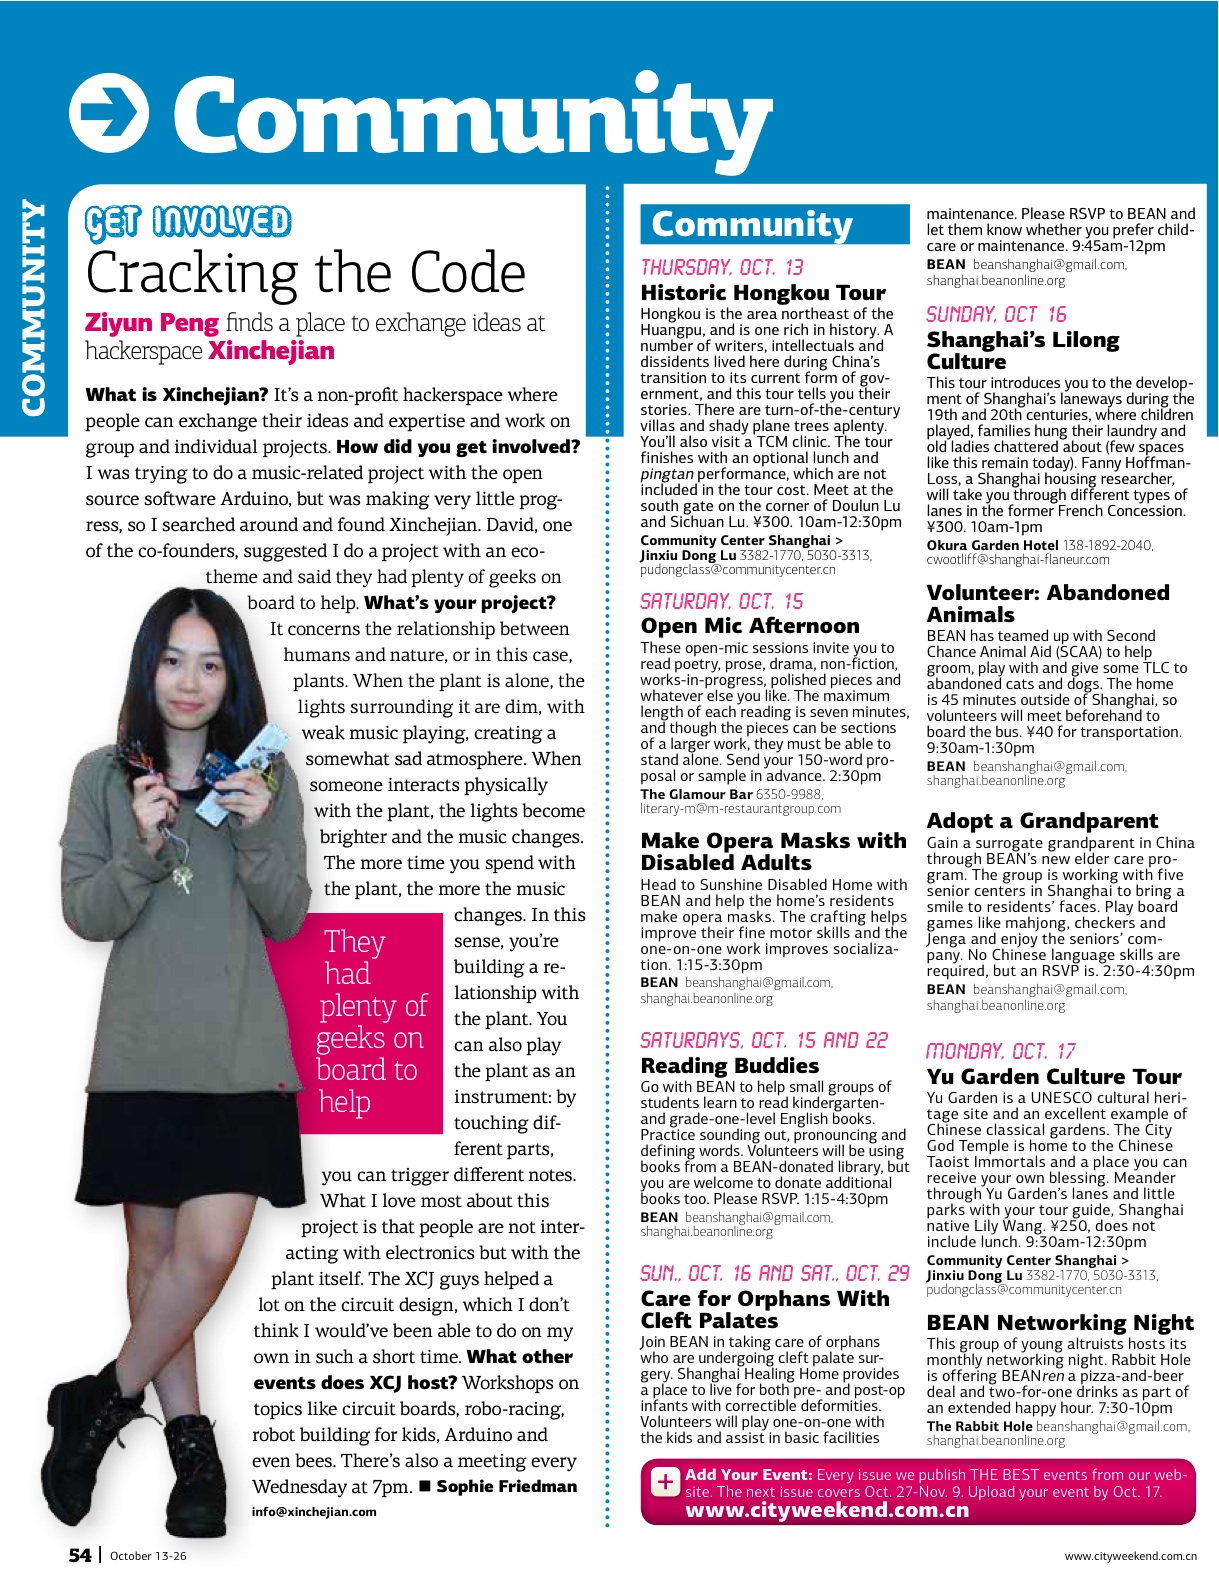 Community
COMMUNITY
GET INVOLVED
Cracking the Code
Ziyun Peng finds a place to exchange ideas at
hackerspace Xinchejian
What is Xinchejian? It's a non-profit hackerspace where
people can exchange their ideas and expertise and work on
group and individual projects. How did you get involved?
I was trying to do a music-related project with the open
source software Arduino, but was making very little prog-
ress, so I searched around and found Xinchejian. David, one
of the co-founders, suggested I do a project with an eco-
theme and said they had plenty of geeks on
board to help. What's your project?
It concerns the relationship between
humans and nature, or in this case,
plants. When the plant is alone, the
lights surrounding it are dim, with
weak music playing, creating a
somewhat sad atmosphere. When
someone interacts physically
with the plant, the lights become
brighter and the music changes.
The more time you spend with
the plant, the more the music
changes. In this
sense, you're
building a re-
lationship with
the plant. You
can also play
the plant as an
instrument: by
touching dif-
ferent parts,
you can trigger different notes.
What I love most about this
project is that people are not inter-
acting with electronics but with the
plant itself. The XCJ guys helped a
lot on the circuit design, which I don't
think I would've been able to do on my
own in such a short time. What other
events does XCJ host? Workshops on
topics like circuit boards, robo-racing,
robot building for kids, Arduino and
even bees. There's also a meeting every
Wednesday at 7pm. ■ Sophie Friedman
info@xinchejian.com
They
had
plenty of
geeks on
board to
help
Community
THURSDAY, OCT. 13
Historic Hongkou Tour
Hongkou is the area northeast of the
Huangpu, and is one rich in history. A
number of writers, intellectuals and
dissidents lived here during China's
transition to its current form of gov-
ernment, and this tour tells you their
stories. There are turn-of-the-century
villas and shady plane trees aplenty.
You'll also visit a TCM clinic. The tour
finishes with an optional lunch and
pingtan performance, which are not
included in the tour cost. Meet at the
south gate on the corner of Doulun Lu
and Sichuan Lu. ¥300. 10am-12:30pm
Community Center Shanghai >
Jinxiu Dong Lu 3382-1770, 5030-3313,
pudongclass@communitycenter.cn
SATURDAY, OCT. 15
Open Mic Afternoon
These open-mic sessions invite you to
read poetry, prose, drama, non-fiction,
works-in-progress, polished pieces and
whatever else you like. The maximum
length of each reading is seven minutes,
and though the pieces can be sections
of a larger work, they must be able to
stand alone. Send your 150-word pro-
posal or sample in advance. 2:30pm
The Glamour Bar 6350-9988,
literary-m@m-restaurantgroup.com
Make Opera Masks with
Disabled Adults
Head to Sunshine Disabled Home with
BEAN and help the home's residents
make opera masks. The crafting helps
improve their fine motor skills and the
one-on-one work improves socializa-
tion. 1:15-3:30pm
BEAN beanshanghai@gmail.com,
shanghai.beanonline.org
SATURDAYS, OCT. 15 AND 22
Reading Buddies
Go with BEAN to help small groups of
students learn to read kindergarten-
and grade-one-level English books.
Practice sounding out, pronouncing and
defining words. Volunteers will be using
books from a BEAN-donated library, but
you are welcome to donate additional
books too. Please RSVP. 1:15-4:30pm
BEAN beanshanghai@gmail.com,
shanghai.beanonline.org
SUN., OCT. 16 AND SAT., OCT. 29
Care for Orphans With
Cleft Palates
Join BEAN in taking care of orphans
who are undergoing cleft palate sur-
gery. Shanghai Healing Home provides
a place to live for both pre- and post-op
infants with correctible deformities.
Volunteers will play one-on-one with
the kids and assist in basic facilities
maintenance. Please RSVP to BEAN and
let them know whether you prefer child-
care or maintenance. 9:45am-12pm
BEAN beanshanghai@gmail.com,
shanghai.beanonline.org
SUNDAY, OCT 16
Shanghai's Lilong
Culture
This tour introduces you to the develop-
ment of Shanghai's laneways during the
19th and 20th centuries, where children
played, families hung their laundry and
old ladies chattered about (few spaces
like this remain today). Fanny Hoffman-
Loss, a Shanghai housing researcher,
will take you through different types of
lanes in the former French Concession.
¥300. 10am-1pm
Okura Garden Hotel 138-1892-2040,
cwootliff@shanghai-flaneur.com
Volunteer: Abandoned
Animals
BEAN has teamed up with Second
Chance Animal Aid (SCAA) to help
groom, play with and give some TLC to
abandoned cats and dogs. The home
is 45 minutes outside of Shanghai, so
volunteers will meet beforehand to
board the bus. ¥40 for transportation.
9:30am-1:30pm
BEAN beanshanghai@gmail.com,
shanghai.beanonline.org
Adopt a Grandparent
Gain a surrogate grandparent in China
through BEAN's new elder care pro-
gram. The group is working with five
senior centers in Shanghai to bring a
smile to residents' faces. Play board
games like mahjong, checkers and
Jenga and enjoy the seniors' com-
pany. No Chinese language skills are
required, but an RSVP is. 2:30-4:30pm
BEAN beanshanghai@gmail.com,
shanghai.beanonline.org
MONDAY, OCT. 17
Yu Garden Culture Tour
Yu Garden is a UNESCO cultural heri-
tage site and an excellent example of
Chinese classical gardens. The City
God Temple is home to the Chinese
Taoist Immortals and a place you can
receive your own blessing. Meander
through Yu Garden's lanes and little
parks with your tour guide, Shanghai
native Lily Wang. ¥250, does not
include lunch. 9:30am-12:30pm
Community Center Shanghai >
Jinxiu Dong Lu 3382-1770, 5030-3313,
pudongclass@communitycenter.cn
BEAN Networking Night
This group of young altruists hosts its
monthly networking night. Rabbit Hole
is offering BEANren a pizza-and-beer
deal and two-for-one drinks as part of
an extended happy hour. 7:30-10pm
The Rabbit Hole beanshanghai@gmail.com,
shanghai.beanonline.org
+ Add Your Event: Every issue we publish THE BEST events from our web-
site. The next issue covers Oct. 27-Nov. 9. Upload your event by Oct. 17.
www.cityweekend.com.cn
54 | October 13-26
www.cityweekend.com.cn